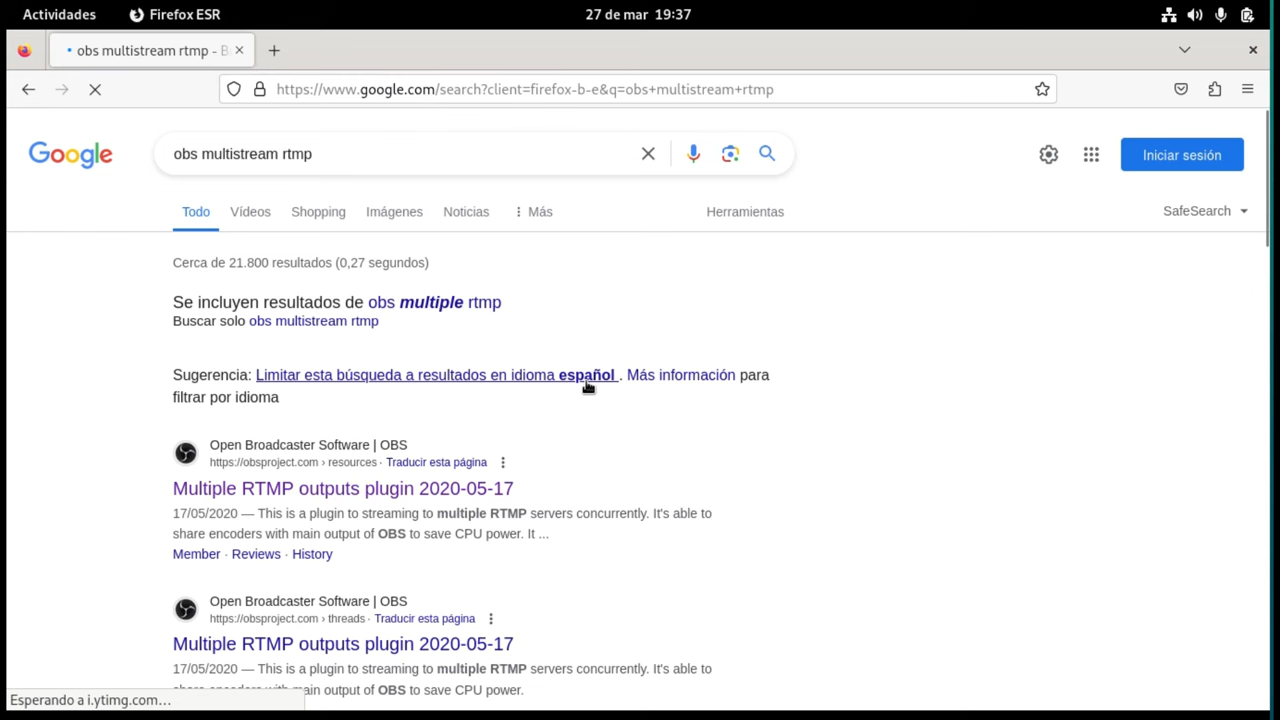 Actividades Firefox ESR 27 de mar 19:37
obs multistream rtmp - B
https://www.google.com/search?client=firefox-b-e&q=obs+multistream+rtmp
Google obs multistream rtmp Iniciar sesión
Todo Vídeos Shopping Imágenes Noticias Más Herramientas SafeSearch
Cerca de 21.800 resultados (0,27 segundos)
Se incluyen resultados de obs multiple rtmp
Buscar solo obs multistream rtmp
Sugerencia: Limitar esta búsqueda a resultados en idioma español . Más información para
filtrar por idioma
Open Broadcaster Software | OBS
https://obsproject.com › resources · Traducir esta página
Multiple RTMP outputs plugin 2020-05-17
17/05/2020 — This is a plugin to streaming to multiple RTMP servers concurrently. It's able to
share encoders with main output of OBS to save CPU power. It ...
Member · Reviews · History
Open Broadcaster Software | OBS
https://obsproject.com › threads · Traducir esta página
Multiple RTMP outputs plugin 2020-05-17
17/05/2020 — This is a plugin to streaming to multiple RTMP servers concurrently. It's able to
main output of OBS to save CPU power.
Esperando a i.ytimg.com…